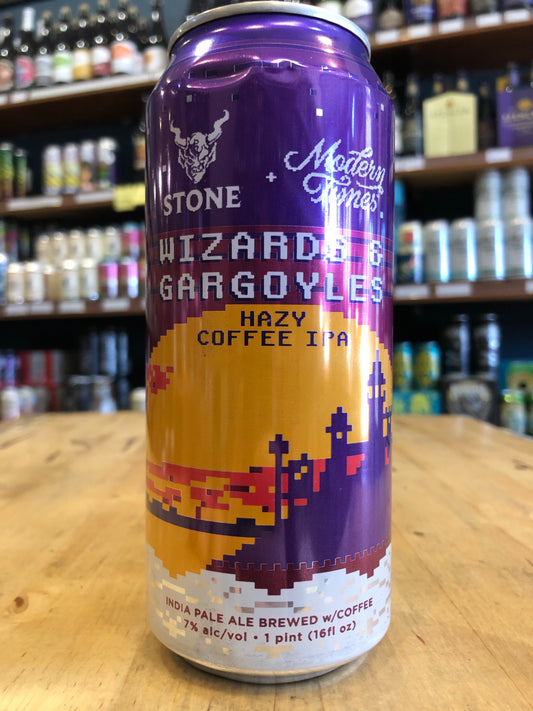 STONE + Modern Times
WIZARDS &
GARGOYLES
HAZY
COFFEE IPA
INDIA PALE ALE BREWED w/COFFEE
7% alc/vol • 1 pint (16fl oz)